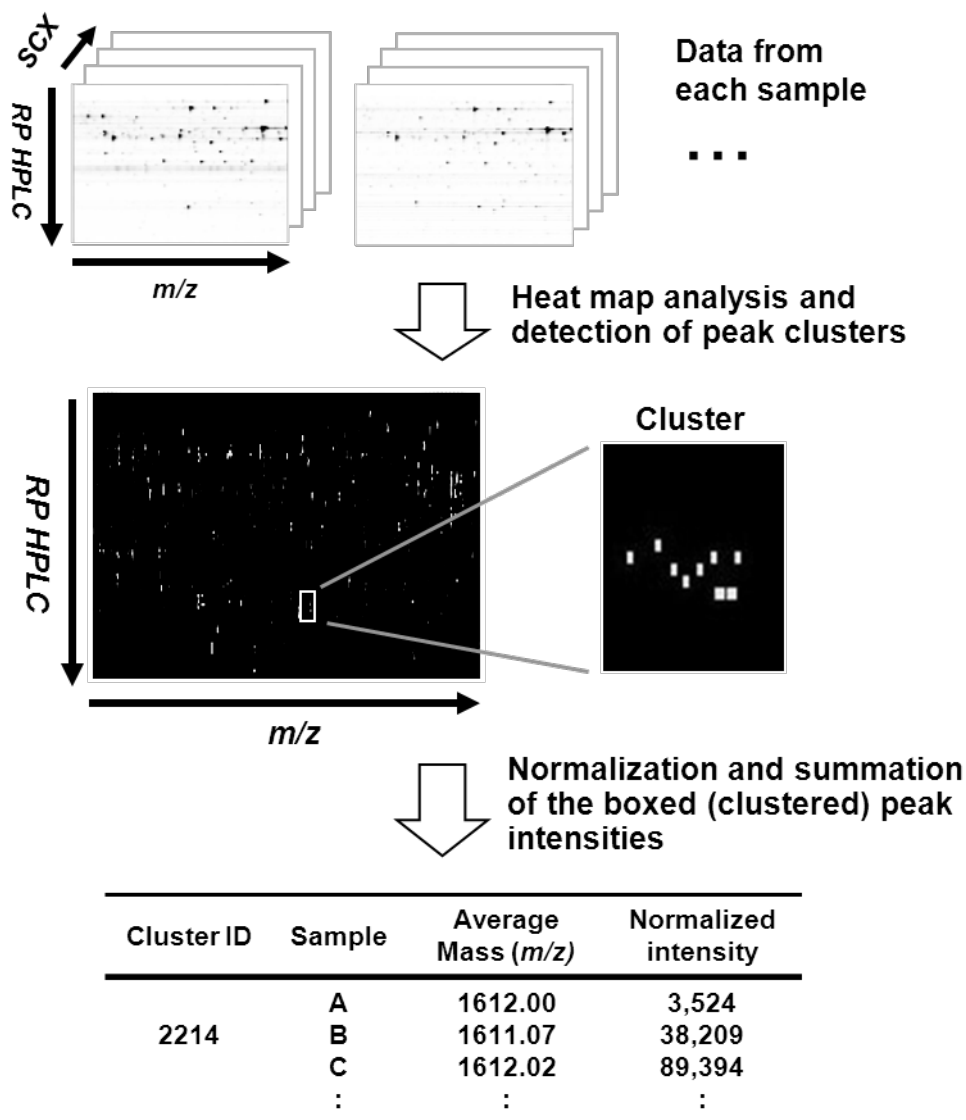 SCX
RP HPLC
m/z
Data from
each sample
...
Heat map analysis and
detection of peak clusters
RP HPLC
m/z
Cluster
Normalization and summation
of the boxed (clustered) peak
intensities
Cluster ID Sample Average Mass (m/z) Normalized intensity
A 1612.00 3,524
2214 B 1611.07 38,209
C 1612.02 89,394
: : :